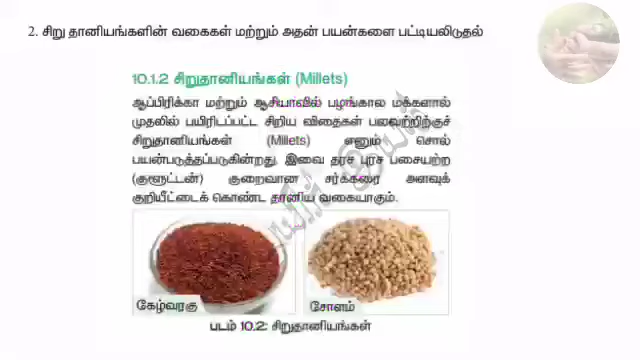 2. சிறு தானியங்களின் வகைகள் மற்றும் அதன் பயன்களை பட்டியலிடுதல்
10.1.2 சிறுதானியங்கள் (Millets)
ஆப்பிரிக்கா மற்றும் ஆசியாவில் பழங்கால மக்களால்
முதலில் பயிரிடப்பட்ட சிறிய விதைகள் பலவற்றிற்குச்
சிறுதானியங்கள் (Millets) எனும் சொல்
பயன்படுத்தப்படுகின்றது. இவை தரச புரச பசையற்ற
(குளூட்டன்) குறைவான சர்க்கரை அளவுக்
குறியீட்டைக் கொண்ட தானிய வகையாகும்.
கேழ்வரகு
சோளம்
படம் 10.2: சிறுதானியங்கள்